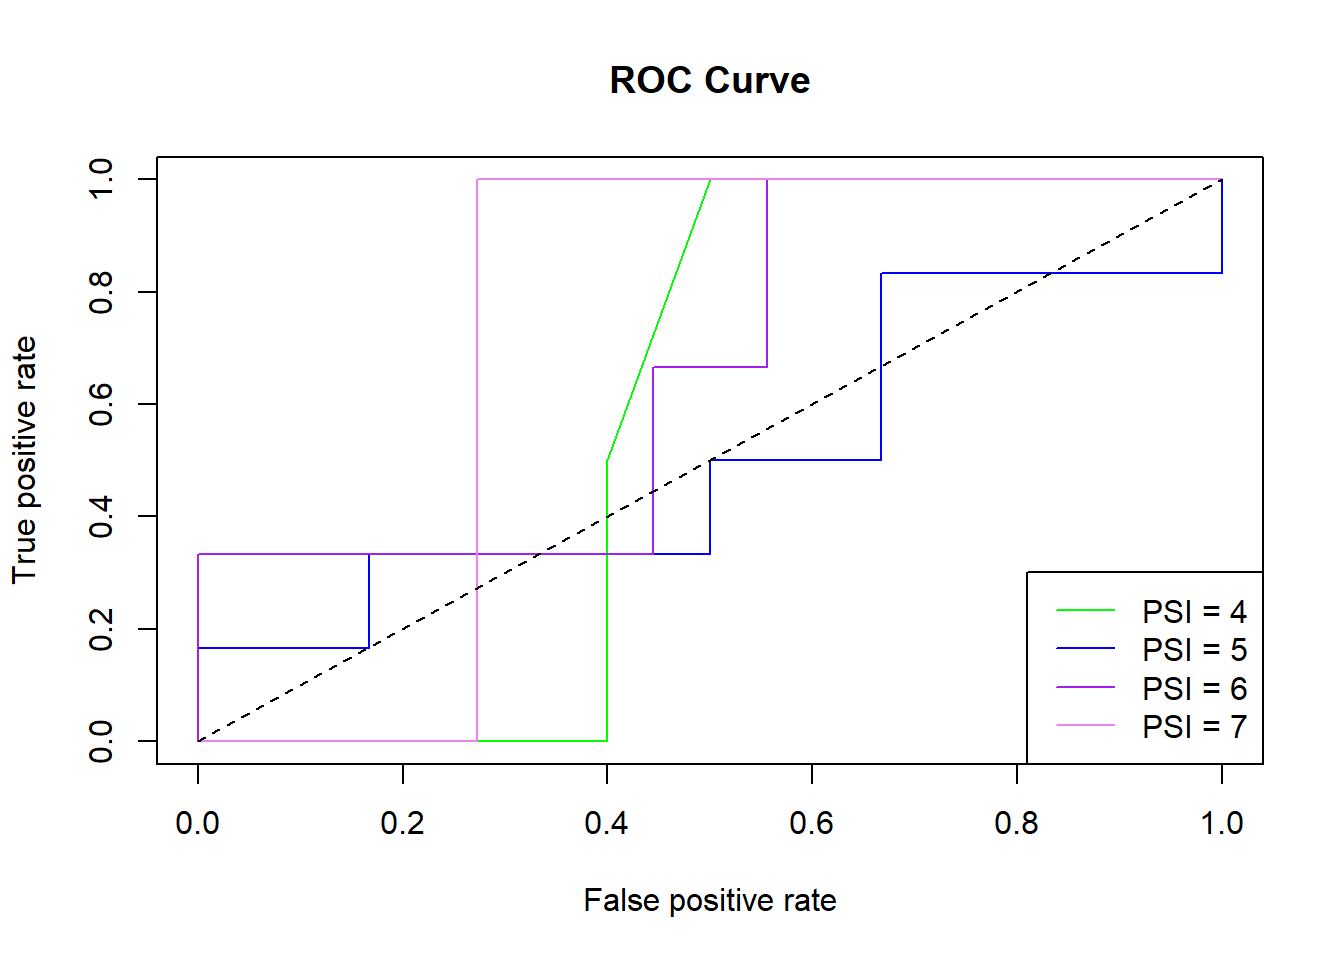 ROC Curve
True positive rate
1.0
0.8
0.6
0.4
0.2
0.0
PSI = 4
PSI = 5
PSI = 6
PSI = 7
0.0 0.2 0.4 0.6 0.8 1.0
False positive rate